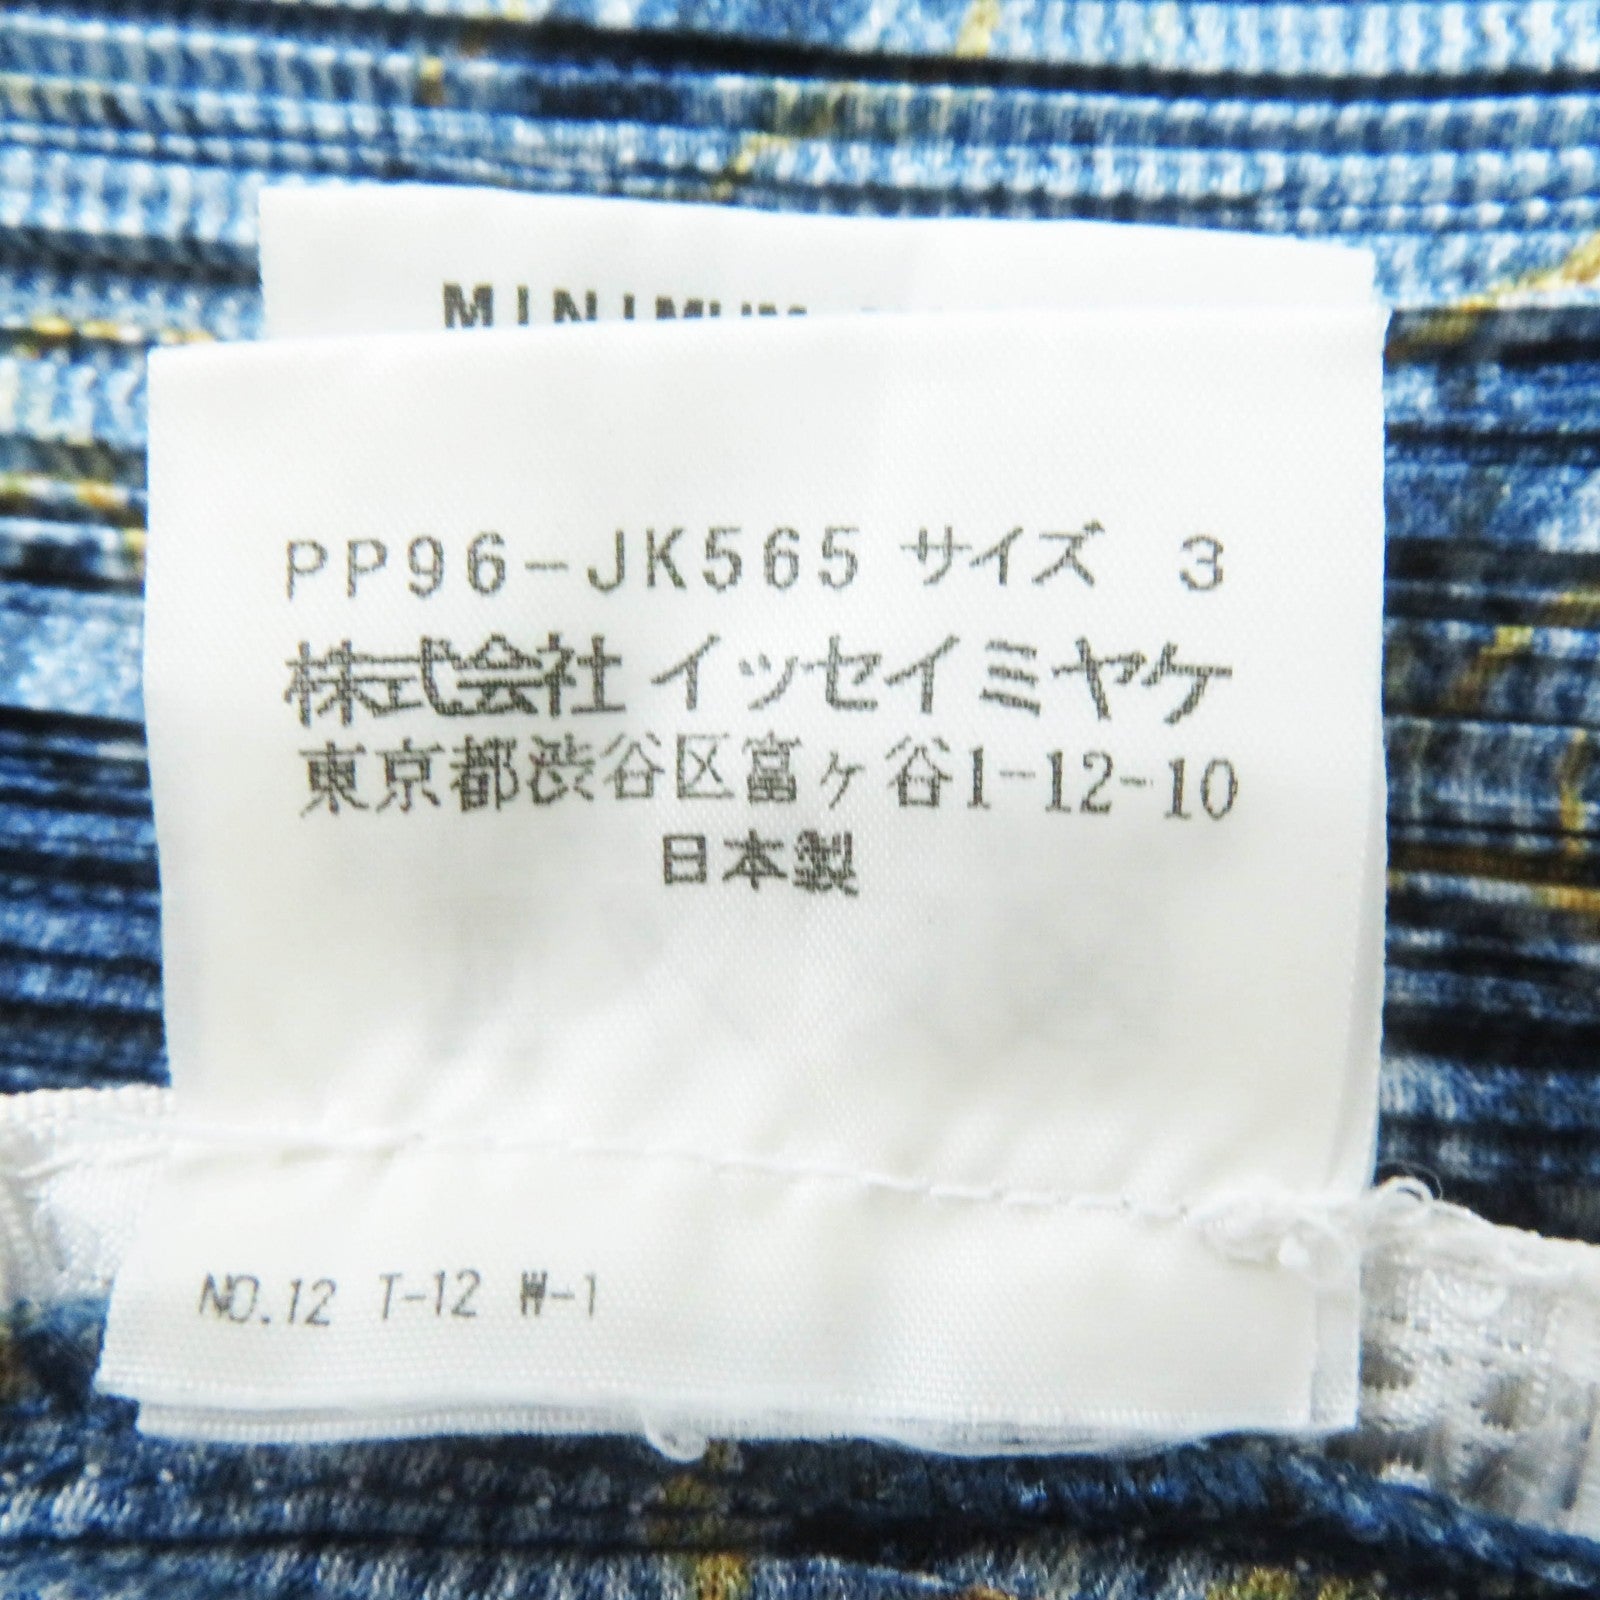 MINIMUM
PP96-JK565 サイズ 3
株式会社 イッセイミヤケ
東京都渋谷区富ヶ谷1-12-10
日本製
NO.12 T-12 W-1